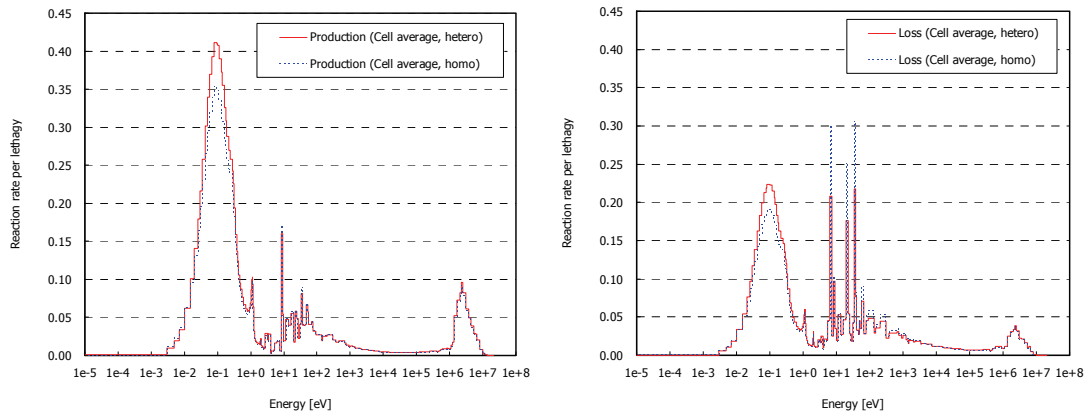 0.45
0.40
0.35
0.30
0.25
0.20
0.15
0.10
0.05
0.00
Reaction rate per lethagy
Production (Cell average, hetero)
Production (Cell average, homo)
1e-5 1e-4 1e-3 1e-2 1e-1 1e+0 1e+1 1e+2 1e+3 1e+4 1e+5 1e+6 1e+7 1e+8
Energy [eV]
0.45
0.40
0.35
0.30
0.25
0.20
0.15
0.10
0.05
0.00
Reaction rate per lethagy
Loss (Cell average, hetero)
Loss (Cell average, homo)
1e-5 1e-4 1e-3 1e-2 1e-1 1e+0 1e+1 1e+2 1e+3 1e+4 1e+5 1e+6 1e+7 1e+8
Energy [eV]